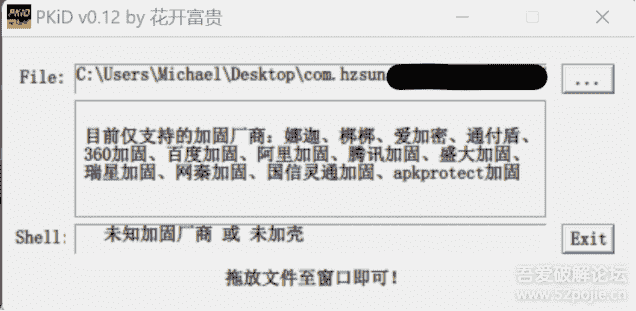 PKiD v0.12 by 花开富贵
File: C:\Users\Michael\Desktop\com.hzsun
...
目前仅支持的加固厂商：娜迦、梆梆、爱加密、通付盾、
360加固、百度加固、阿里加固、腾讯加固、盛大加固、
瑞星加固、网秦加固、国信灵通加固、apkprotect加固
Shell: 未知加固厂商 或 未加壳 Exit
拖放文件至窗口即可！
吾爱破解论坛
www.52pojie.cn